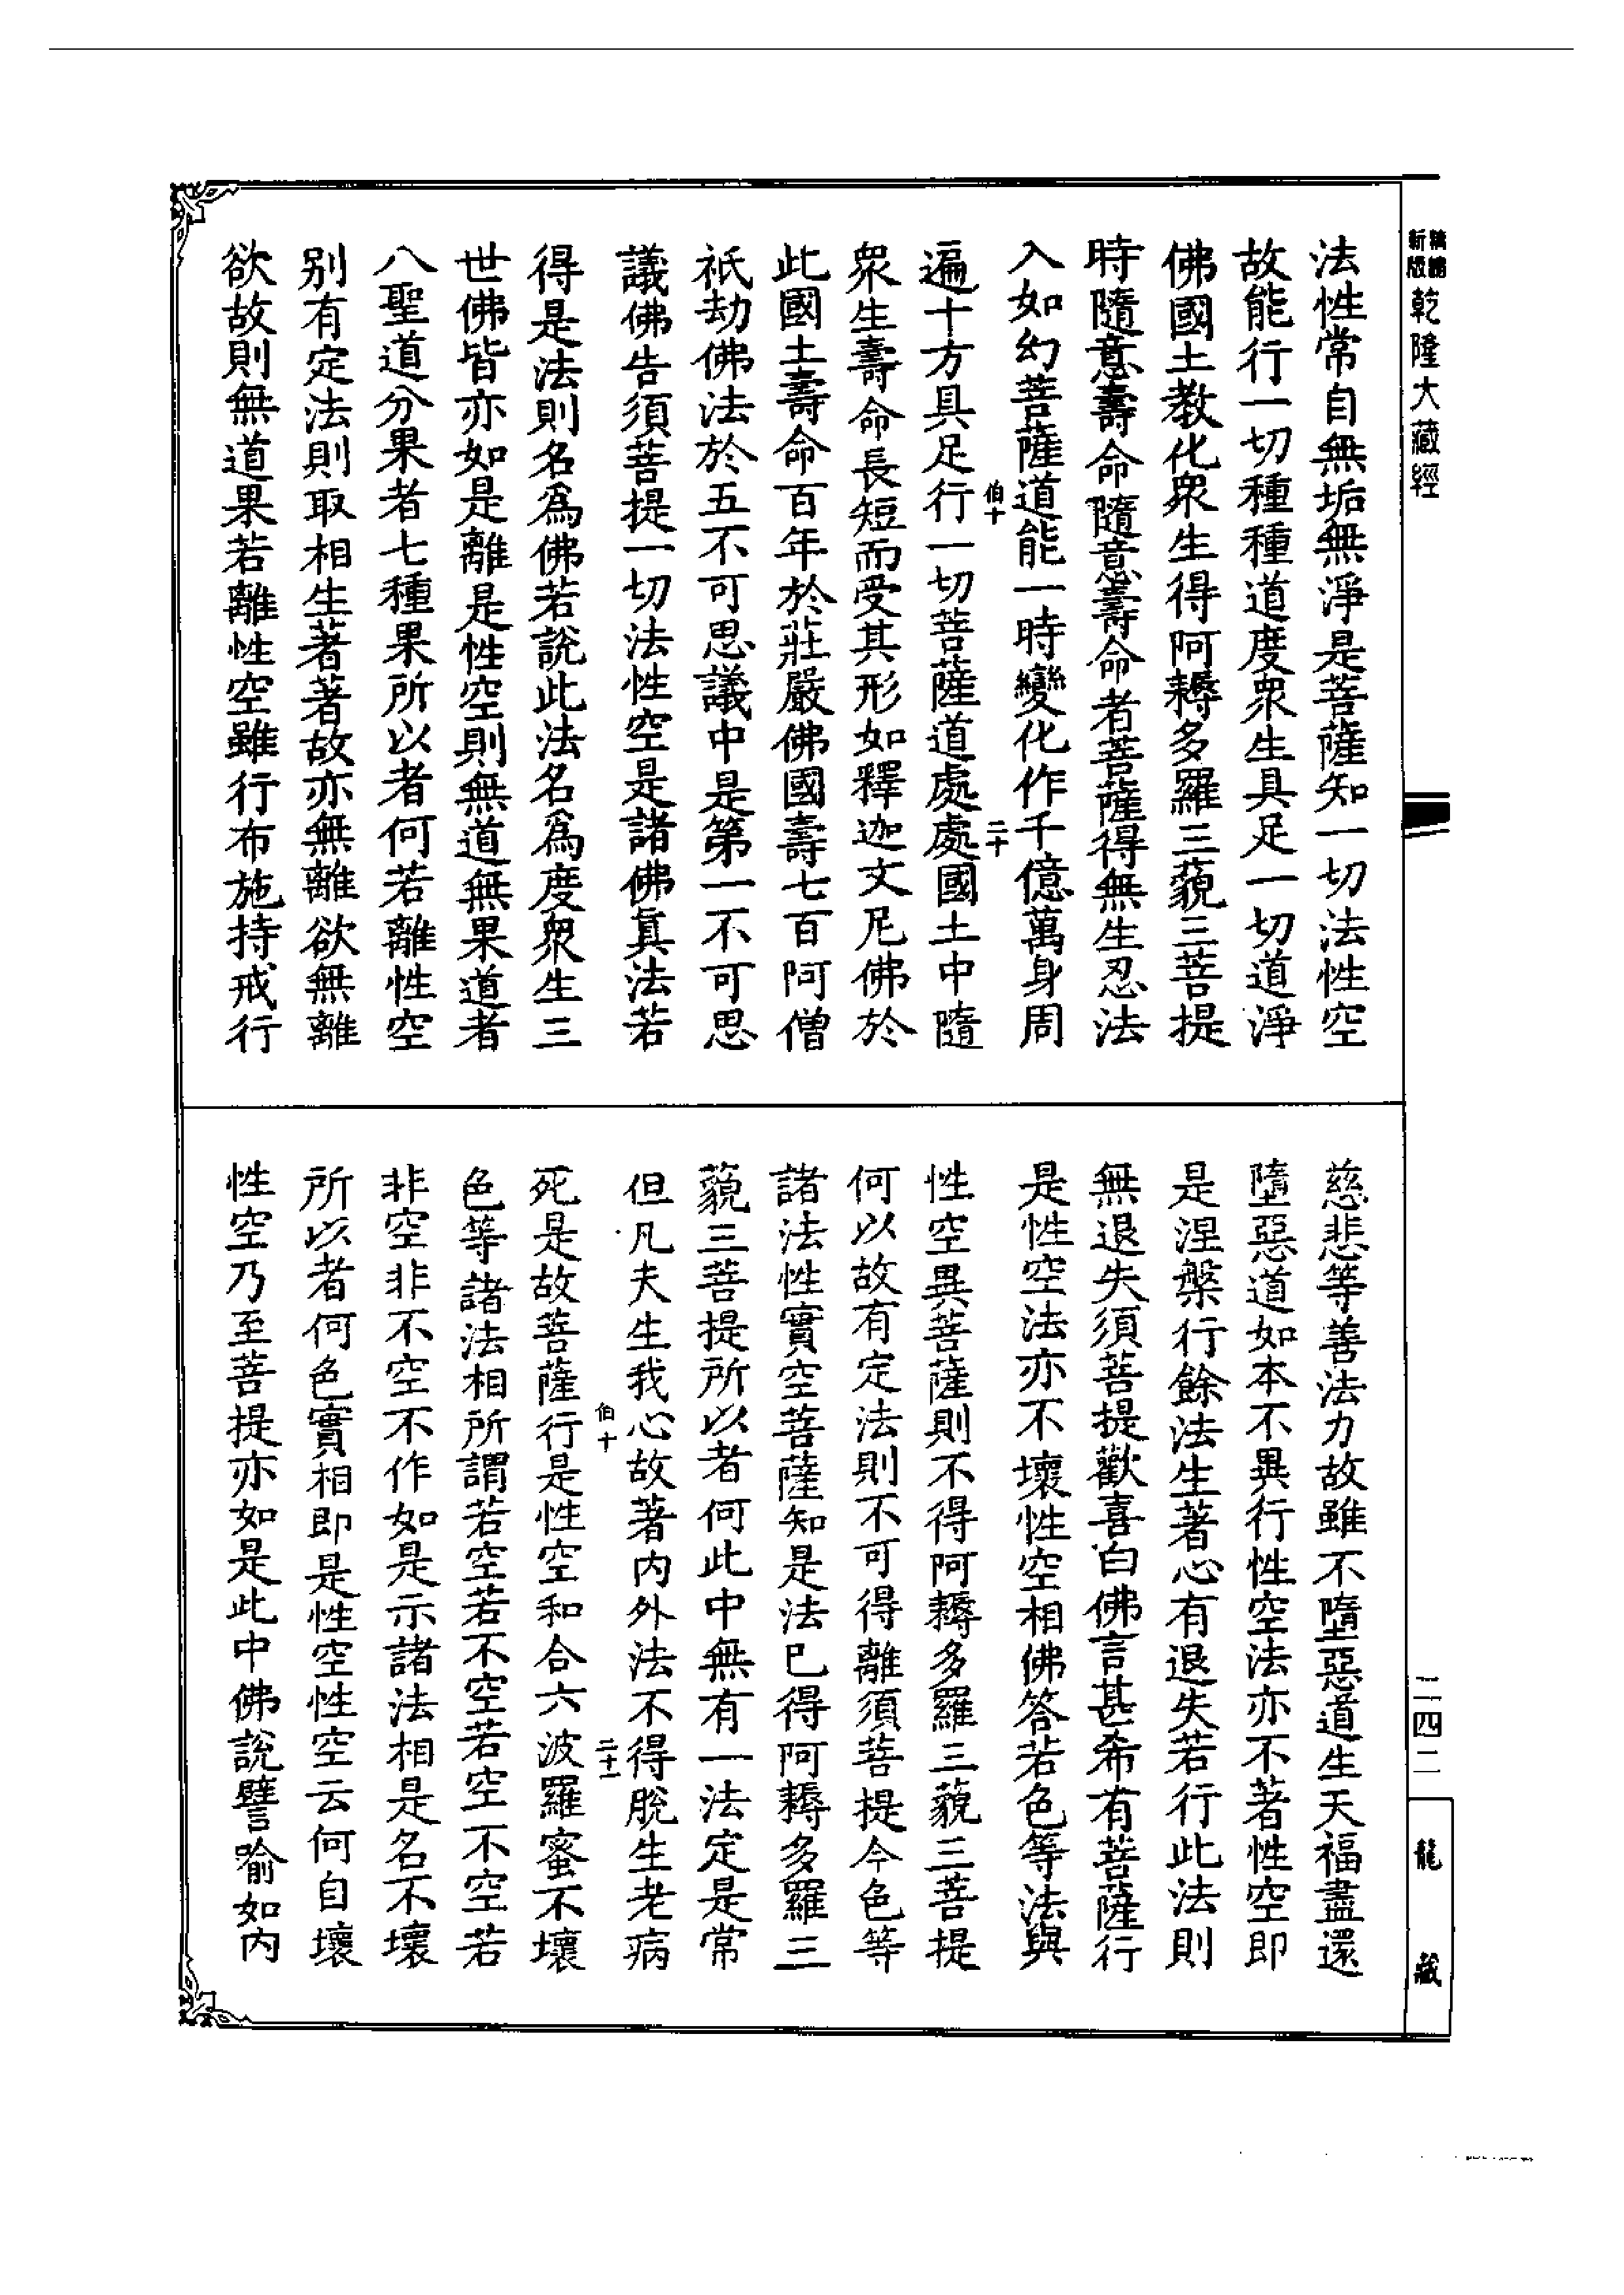 新版
精譜
乾隆大藏經
法性常自無垢無淨是菩薩知一切法性空
故能行一切種種道度衆生具足一切道淨
佛國土教化衆生得阿耨多羅三藐三菩提
時隨意壽命隨意壽命者菩薩得無生忍法
入如幻菩薩道能一時變化作千億萬身周
伯十
二十
遍十方具足行一切菩薩道處處國土中隨
衆生壽命長短而受其形如釋迦文尼佛於
此國土壽命百年於莊嚴佛國壽七百阿僧
祇劫佛法於五不可思議中是第一不可思
議佛告須菩提一切法性空是諸佛眞法若
得是法則名爲佛若說此法名爲度衆生三
世佛皆亦如是離是性空則無道無果道者
八聖道分果者七種果所以者何若離性空
別有定法則取相生著著故亦無離欲無離
欲故則無道果若離性空雖行布施持戒行
慈悲等善法力故雖不墮惡道生天福盡還
墮惡道如本不異行性空法亦不著性空即
是涅槃行餘法生著心有退失若行此法則
無退失須菩提歡喜白佛言甚希有菩薩行
是性空法亦不壞性空相佛答若色等法與
性空異菩薩則不得阿耨多羅三藐三菩提
何以故有定法則不可得離須菩提今色等
諸法性實空菩薩知是法已得阿耨多羅三
藐三菩提所以者何此中無有一法定是常
但凡夫生我心故著內外法不得脫生老病
伯十
二十一
死是故菩薩行是性空和合六波羅蜜不壞
色等諸法相所謂若空若不空若空不空若
非空非不空不作如是示諸法相是名不壞
所以者何色實相即是性空性空云何自壞
性空乃至菩提亦如是此中佛說譬喻如內
二四二
龍藏